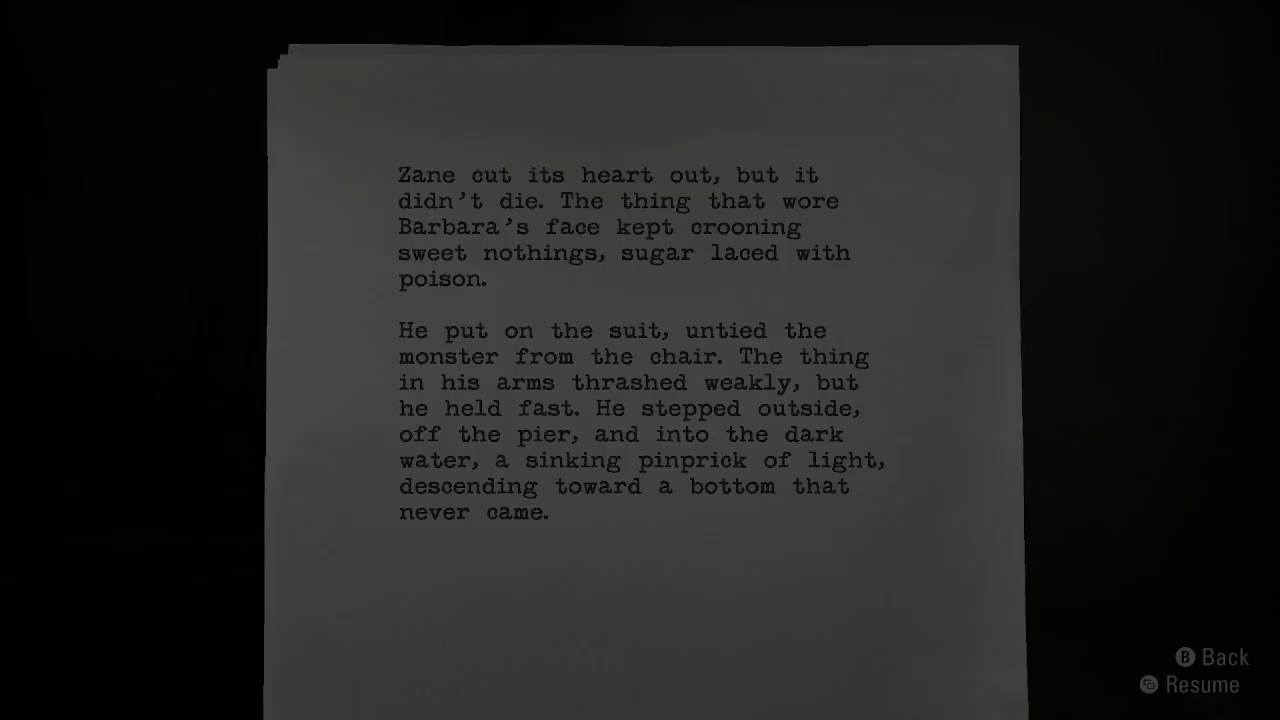 Zane cut its heart out, but it
didn't die. The thing that wore
Barbara's face kept crooning
sweet nothings, sugar laced with
poison.
He put on the suit, untied the
monster from the chair. The thing
in his arms thrashed weakly, but
he held fast. He stepped outside,
off the pier, and into the dark
water, a sinking pinprick of light,
descending toward a bottom that
never came.
B Back
Resume